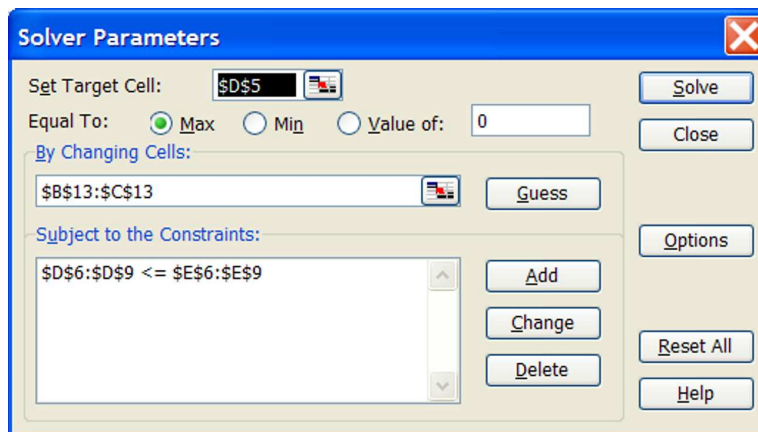 Solver Parameters
Set Target Cell: $D$5 Solve
Equal To: Max Min Value of: 0 Close
By Changing Cells:
$B$13:$C$13 Guess
Subject to the Constraints: Options
$D$6:$D$9 <= $E$6:$E$9 Add
Change
Reset All
Delete
Help